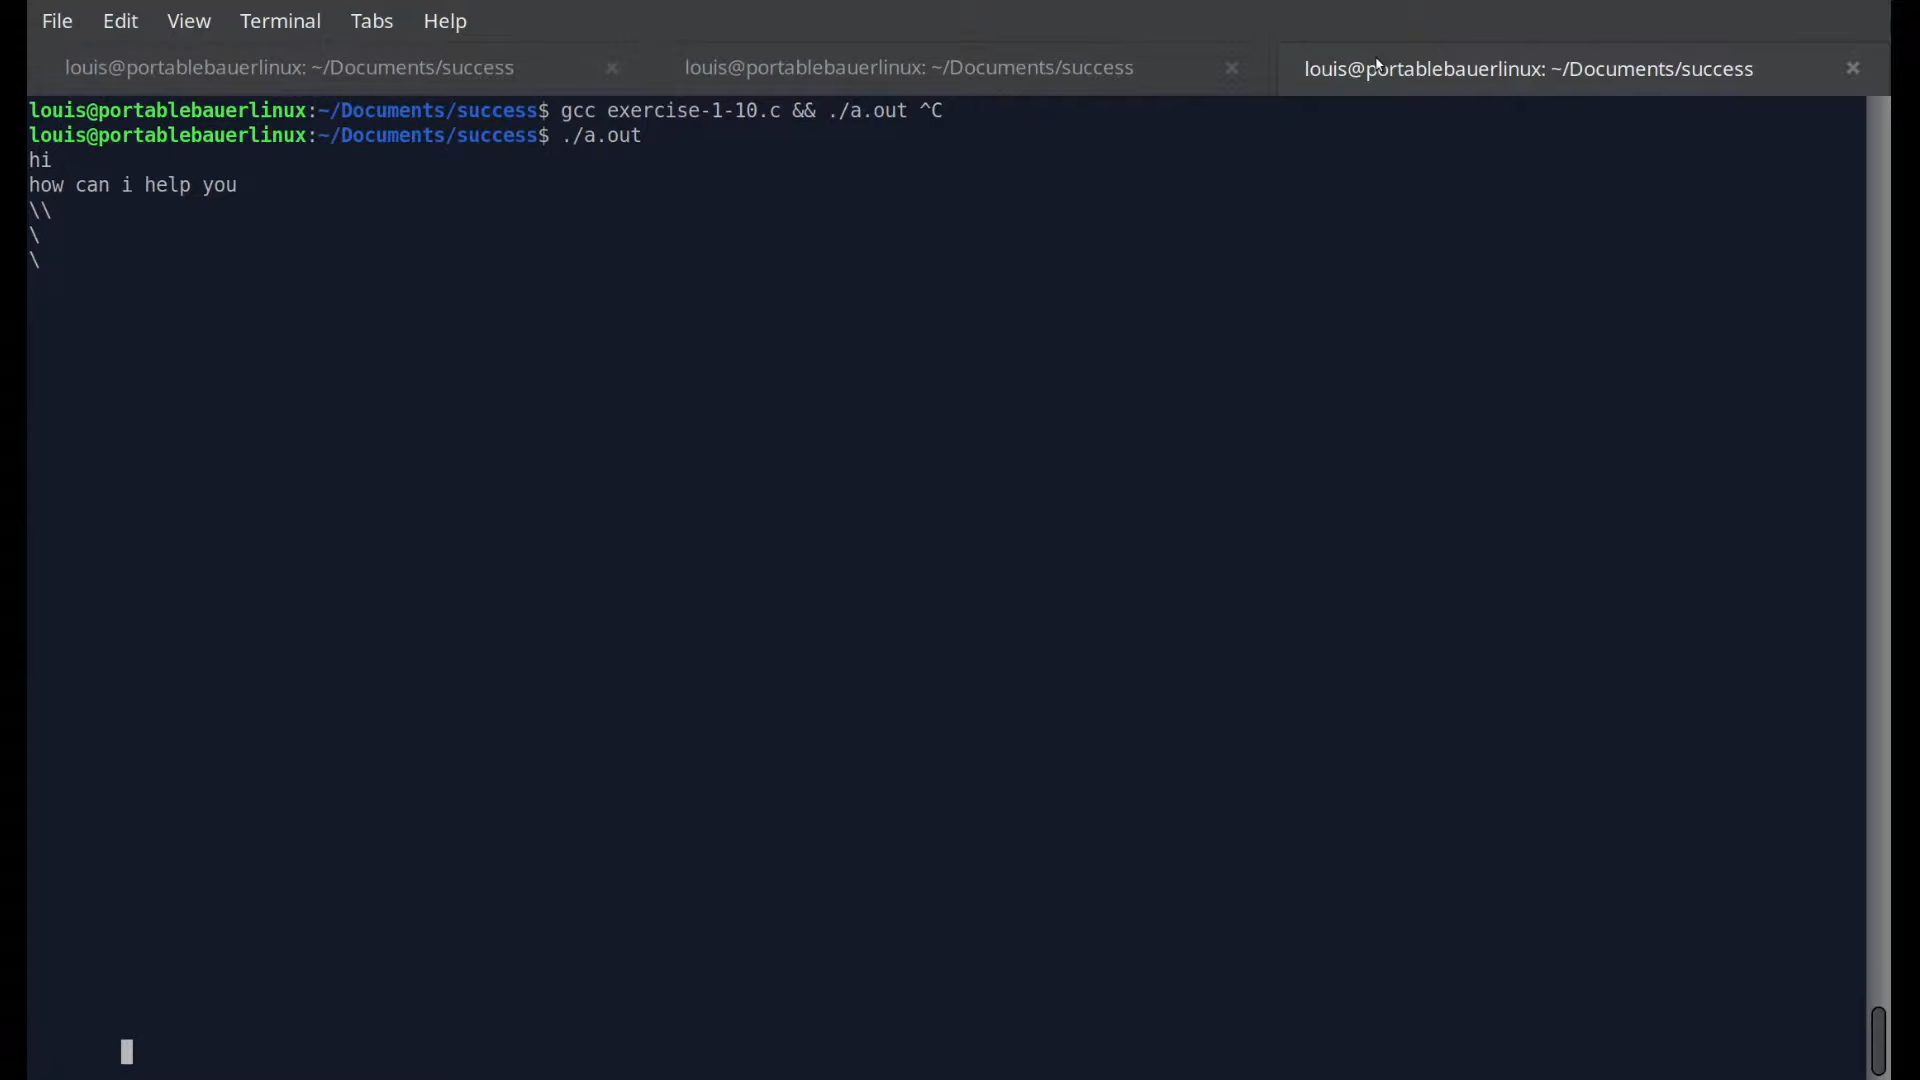 File Edit View Terminal Tabs Help
louis@portablebauerlinux: ~/Documents/success louis@portablebauerlinux: ~/Documents/success louis@portablebauerlinux: ~/Documents/success
louis@portablebauerlinux:~/Documents/success$ gcc exercise-1-10.c && ./a.out ^C
louis@portablebauerlinux:~/Documents/success$ ./a.out
hi
how can i help you
\\
\
\